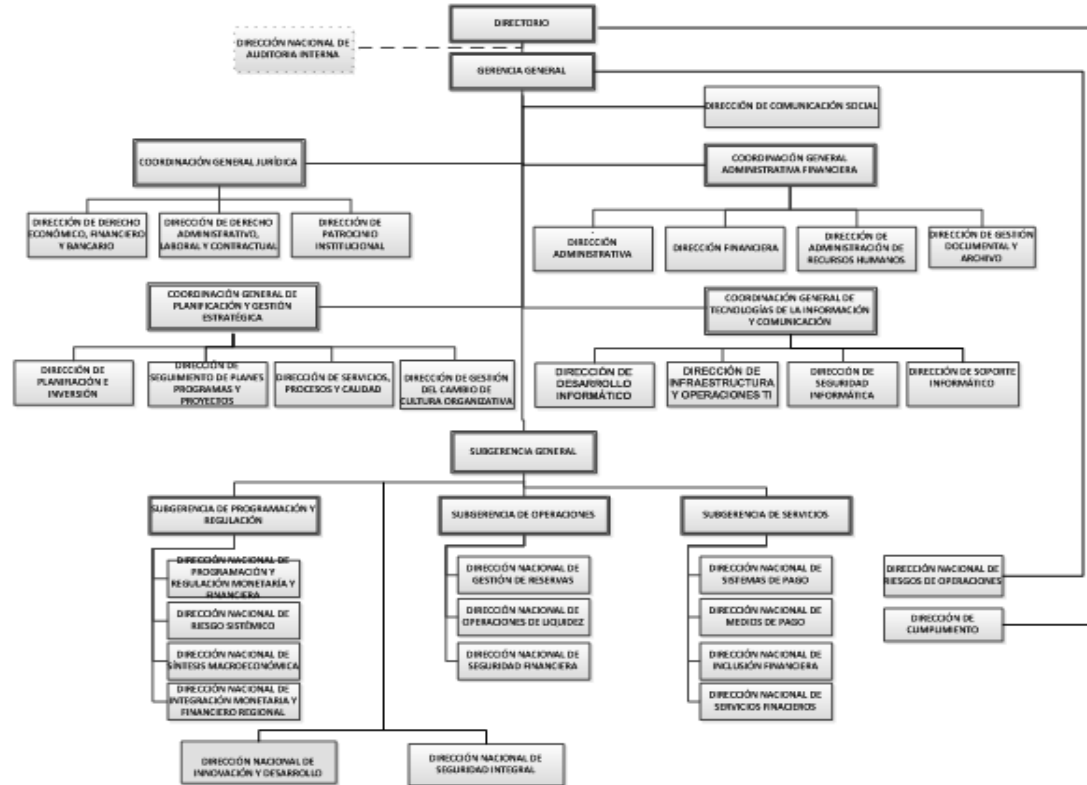 DIRECTORIO
DIRECCIÓN NACIONAL DE
AUDITORIA INTERNA
GERENCIA GENERAL
DIRECCIÓN DE COMUNICACIÓN SOCIAL
COORDINACIÓN GENERAL JURÍDICA
COORDINACIÓN GENERAL
ADMINISTRATIVA FINANCIERA
DIRECCIÓN DE DERECHO
ECONÓMICO, FINANCIERO
Y BANCARIO
DIRECCIÓN DE DERECHO
ADMINISTRATIVO,
LABORAL Y CONTRACTUAL
DIRECCIÓN DE
PATROCINIO
INSTITUCIONAL
DIRECCIÓN
ADMINISTRATIVA
DIRECCIÓN FINANCIERA
DIRECCIÓN DE
ADMINISTRACIÓN DE
RECURSOS HUMANOS
DIRECCIÓN DE GESTIÓN
DOCUMENTAL Y
ARCHIVO
COORDINACIÓN GENERAL DE
PLANIFICACIÓN Y GESTIÓN
ESTRATÉGICA
COORDINACIÓN GENERAL DE
TECNOLOGÍAS DE LA INFORMACIÓN
Y COMUNICACIÓN
DIRECCIÓN DE
PLANIFIACIÓN E
INVERSIÓN
DIRECCIÓN DE
SEGUIMIENTO DE PLANES
PROGRAMAS Y
PROYECTOS
DIRECCIÓN DE SERVICIOS,
PROCESOS Y CALIDAD
DIRECCIÓN DE GESTIÓN
DEL CAMBIO DE
CULTURA ORGANIZATIVA
DIRECCIÓN DE
DESARROLLO
INFORMÁTICO
DIRECCIÓN DE
INFRAESTRUCTURA
Y OPERACIONES TI
DIRECCIÓN DE
SEGURIDAD
INFORMÁTICA
DIRECCIÓN DE SOPORTE
INFORMÁTICO
SUBGERENCIA GENERAL
SUBGERENCIA DE PROGRAMACIÓN Y
REGULACIÓN
SUBGERENCIA DE OPERACIONES
SUBGERENCIA DE SERVICIOS
DIRECCIÓN NACIONAL DE
PROGRAMACIÓN Y
REGULACIÓN MONETARÍA Y
FINANCIERA
DIRECCIÓN NACIONAL DE
RIESGO SISTÉMICO
DIRECCIÓN NACIONAL DE
SÍNTESIS MACROECONÓMICA
DIRECCIÓN NACIONAL DE
INTEGRACIÓN MONETARIA Y
FINANCIERO REGIONAL
DIRECCIÓN NACIONAL DE
GESTIÓN DE RESERVAS
DIRECCIÓN NACIONAL DE
OPERACIONES DE LIQUIDEZ
DIRECCIÓN NACIONAL DE
SEGURIDAD FINANCIERA
DIRECCIÓN NACIONAL DE
SISTEMAS DE PAGO
DIRECCIÓN NACIONAL DE
MEDIOS DE PAGO
DIRECCIÓN NACIONAL DE
INCLUSIÓN FINANCIERA
DIRECCIÓN NACIONAL DE
SERVICIOS FINACIEROS
DIRECCIÓN NACIONAL DE
RIESGOS DE OPERACIONES
DIRECCIÓN DE
CUMPLIMIENTO
DIRECCIÓN NACIONAL DE
INNOVACIÓN Y DESARROLLO
DIRECCIÓN NACIONAL DE
SEGURIDAD INTEGRAL